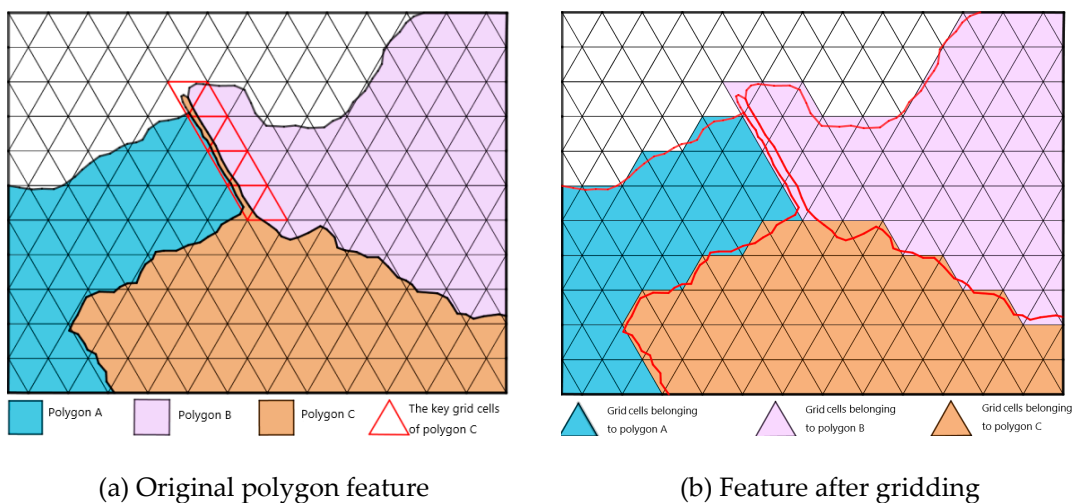 Polygon A
Polygon B
Polygon C
The key grid cells
of polygon C
Grid cells belonging
to polygon A
Grid cells belonging
to polygon B
Grid cells belonging
to polygon C
(a) Original polygon feature
(b) Feature after gridding